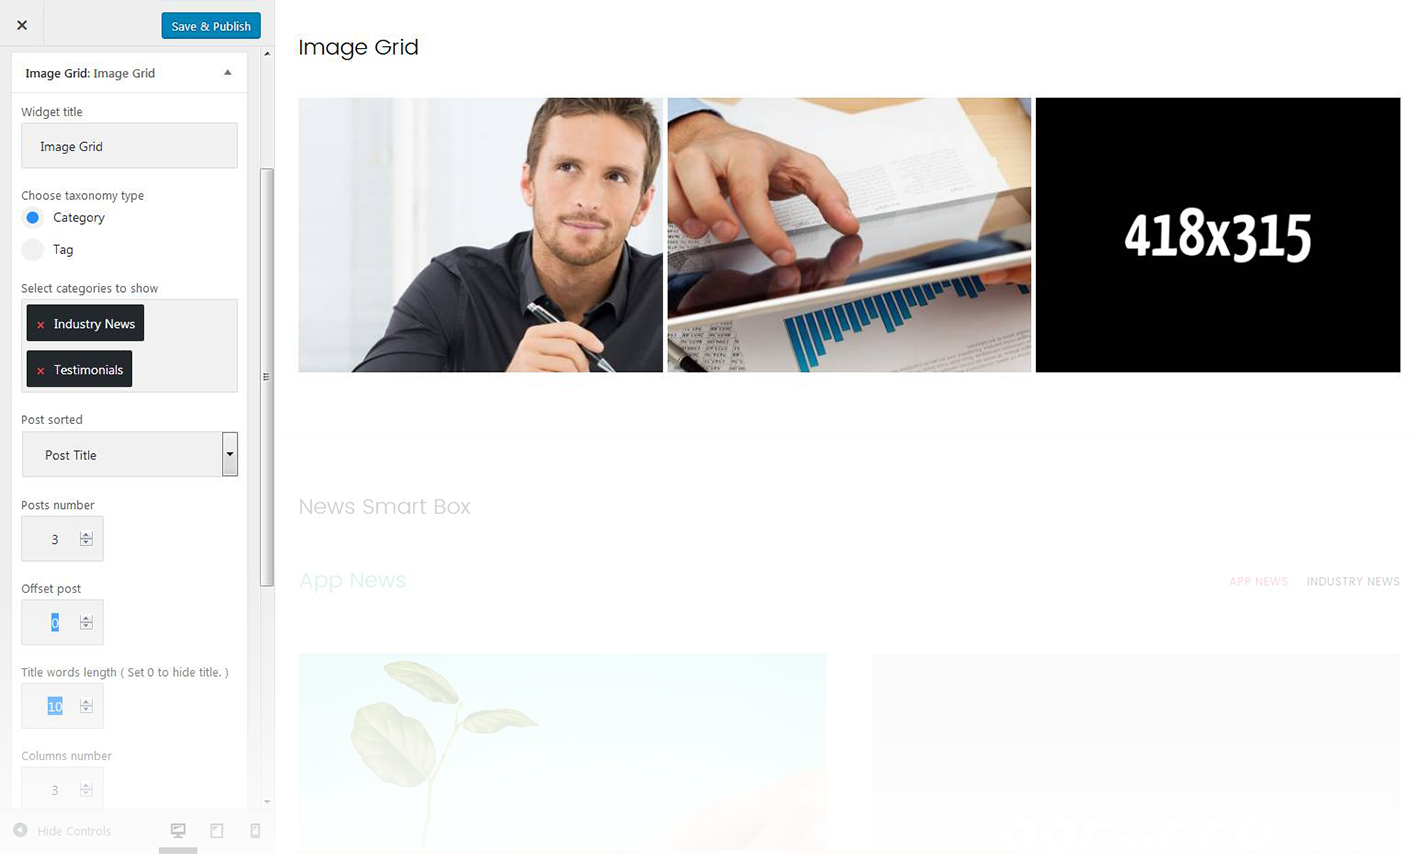 Save & Publish
Image Grid: Image Grid
Widget title
Image Grid
Choose taxonomy type
Category
Tag
Select categories to show
× Industry News
× Testimonials
Post sorted
Post Title
Posts number
3
Offset post
0
Title words length ( Set 0 to hide title. )
10
Columns number
3
Hide Controls
Image Grid
418x315
News Smart Box
App News
APP NEWS
INDUSTRY NEWS